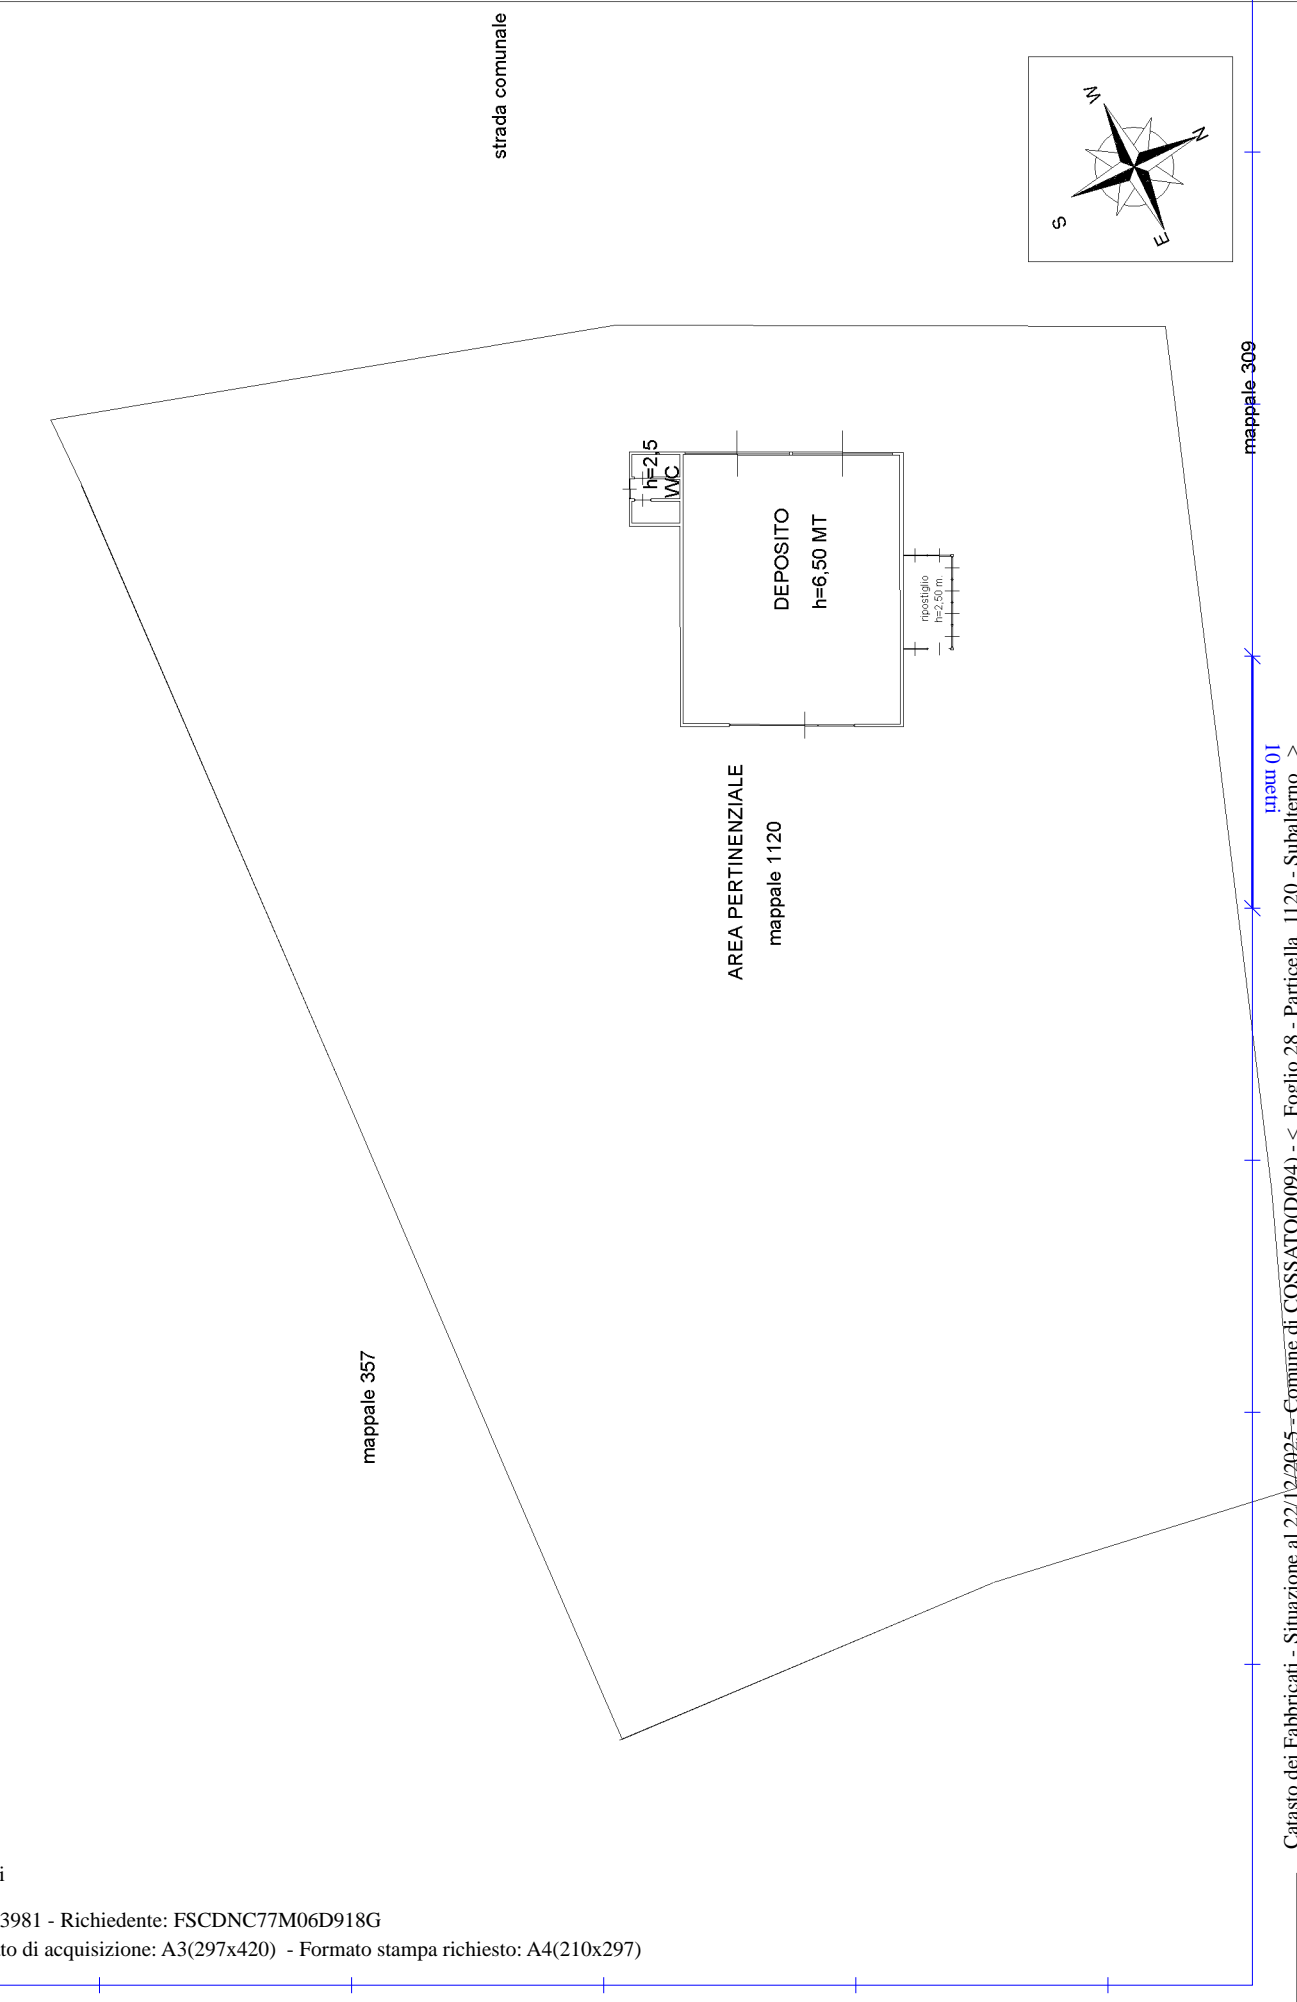 strada comunale
W
N
S
E
mappale 309
h=2,5
WC
DEPOSITO
h=6,50 MT
ripostiglio
h=2,50 m.
10 metri
AREA PERTINENZIALE
mappale 1120
mappale 357
Catasto dei Fabbricati - Situazione al 22/12/2025 - Comune di COSSATO(D094) - < Foglio 28 - Particella 1120 - Subalterno >
i
3981 - Richiedente: FSCDNC77M06D918G
to di acquisizione: A3(297x420) - Formato stampa richiesto: A4(210x297)